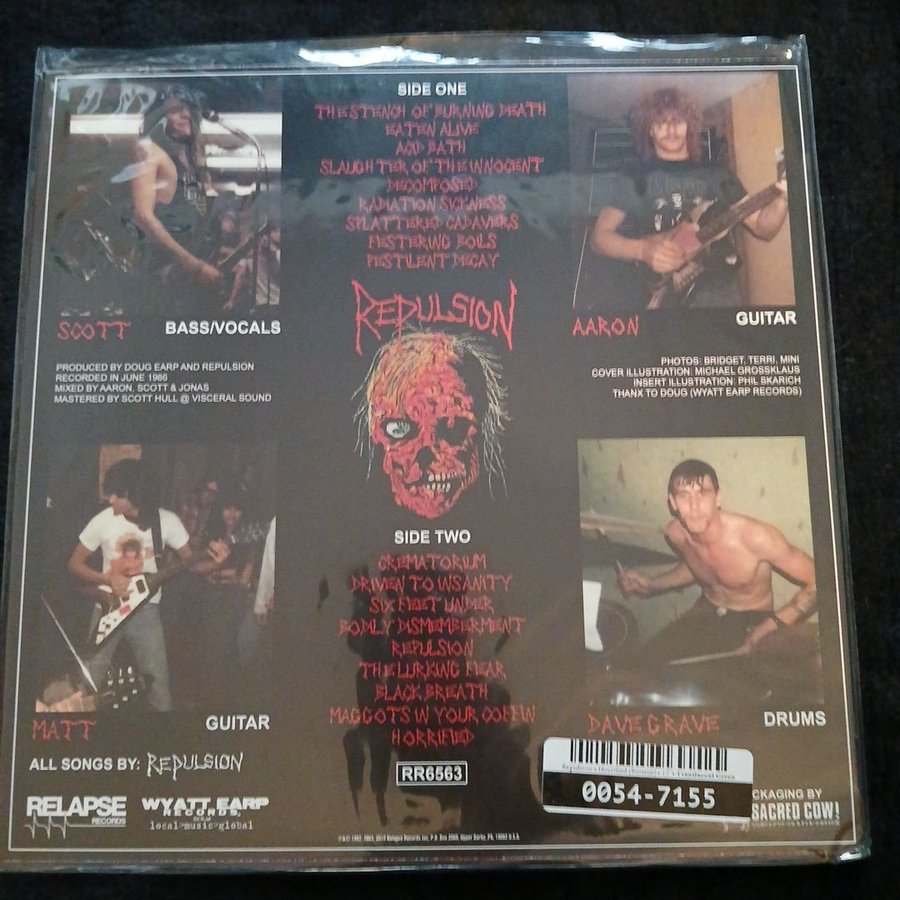 SIDE ONE
THE STENCH OF BURNING DEATH
EATEN ALIVE
ACID BATH
SLAUGHTER OF THE INNOCENT
DECOMPOSED
RADIATION SICKNESS
SPLATTERED CADAVERS
FESTERING BOILS
PESTILENT DECAY
REPULSION
SCOTT BASS/VOCALS
AARON GUITAR
PRODUCED BY DOUG EARP AND REPULSION
RECORDED IN JUNE 1986
MIXED BY AARON, SCOTT & JONAS
MASTERED BY SCOTT HULL @ VISCERAL SOUND
PHOTOS: BRIDGET, TERRI, MINI
COVER ILLUSTRATION: MICHAEL GROSSKLAUS
INSERT ILLUSTRATION: PHIL SKARICH
THANX TO DOUG (WYATT EARP RECORDS)
SIDE TWO
CREMATORIUM
DRIVEN TO INSANITY
SIX FEET UNDER
BODILY DISMEMBERMENT
REPULSION
THE LURKING FEAR
BLACK BREATH
MAGGOTS IN YOUR COFFIN
HORRIFIED
MATT GUITAR
DAVE GRAVE DRUMS
ALL SONGS BY: REPULSION
RR6563
RELAPSE
RECORDS
WYATT EARP
RECORDS
local>music<global
0054-7155
CKAGING BY
SACRED COW!